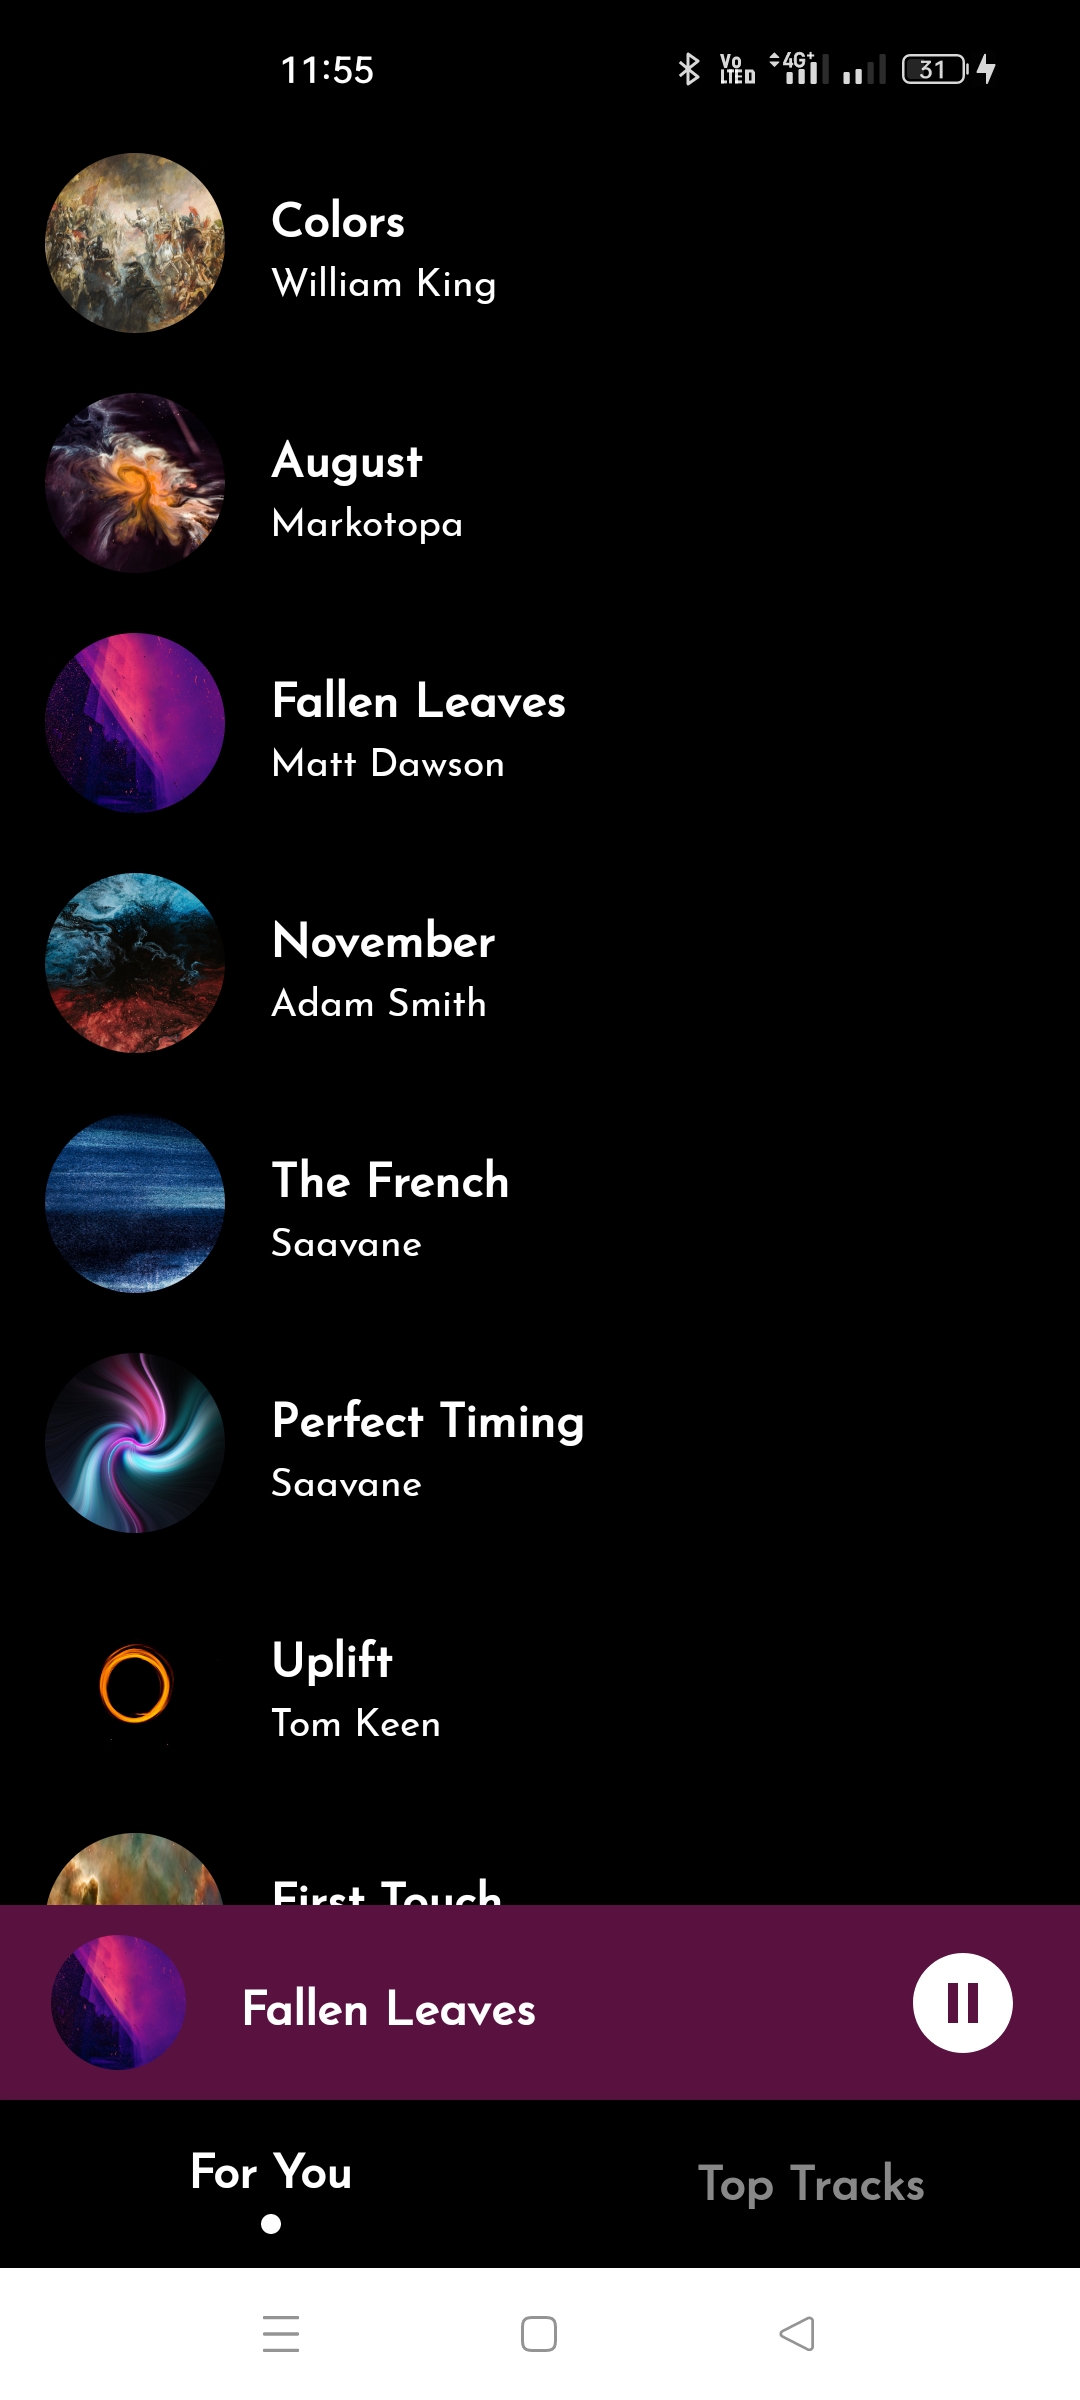 11:55
Vo
LTE
4G+
31
Colors
William King
August
Markotopa
Fallen Leaves
Matt Dawson
November
Adam Smith
The French
Saavane
Perfect Timing
Saavane
Uplift
Tom Keen
First Touch
Fallen Leaves
For You
Top Tracks